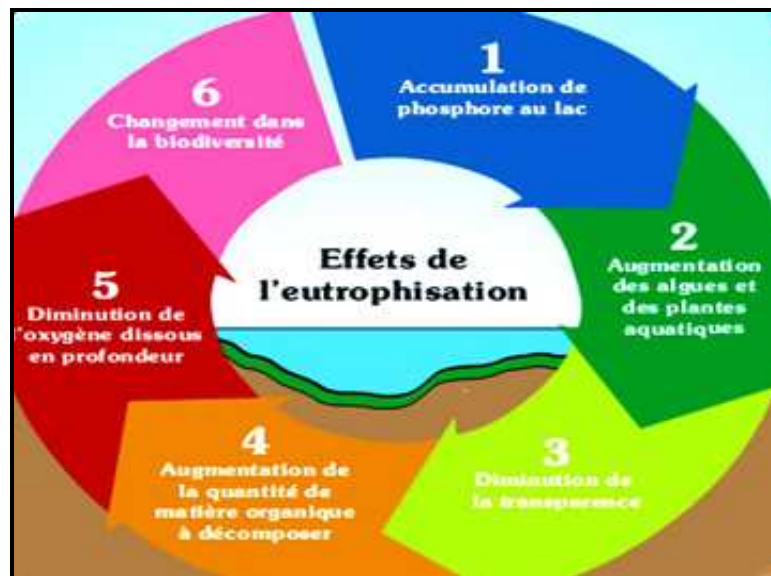 Effets de
l'eutrophisation
1
Accumulation de
phosphore au lac
2
Augmentation
des algues et
des plantes
aquatiques
3
Diminution de
la transparence
4
Augmentation de
la quantité de
matière organique
à décomposer
5
Diminution de
l'oxygène dissous
en profondeur
6
Changement dans
la biodiversité